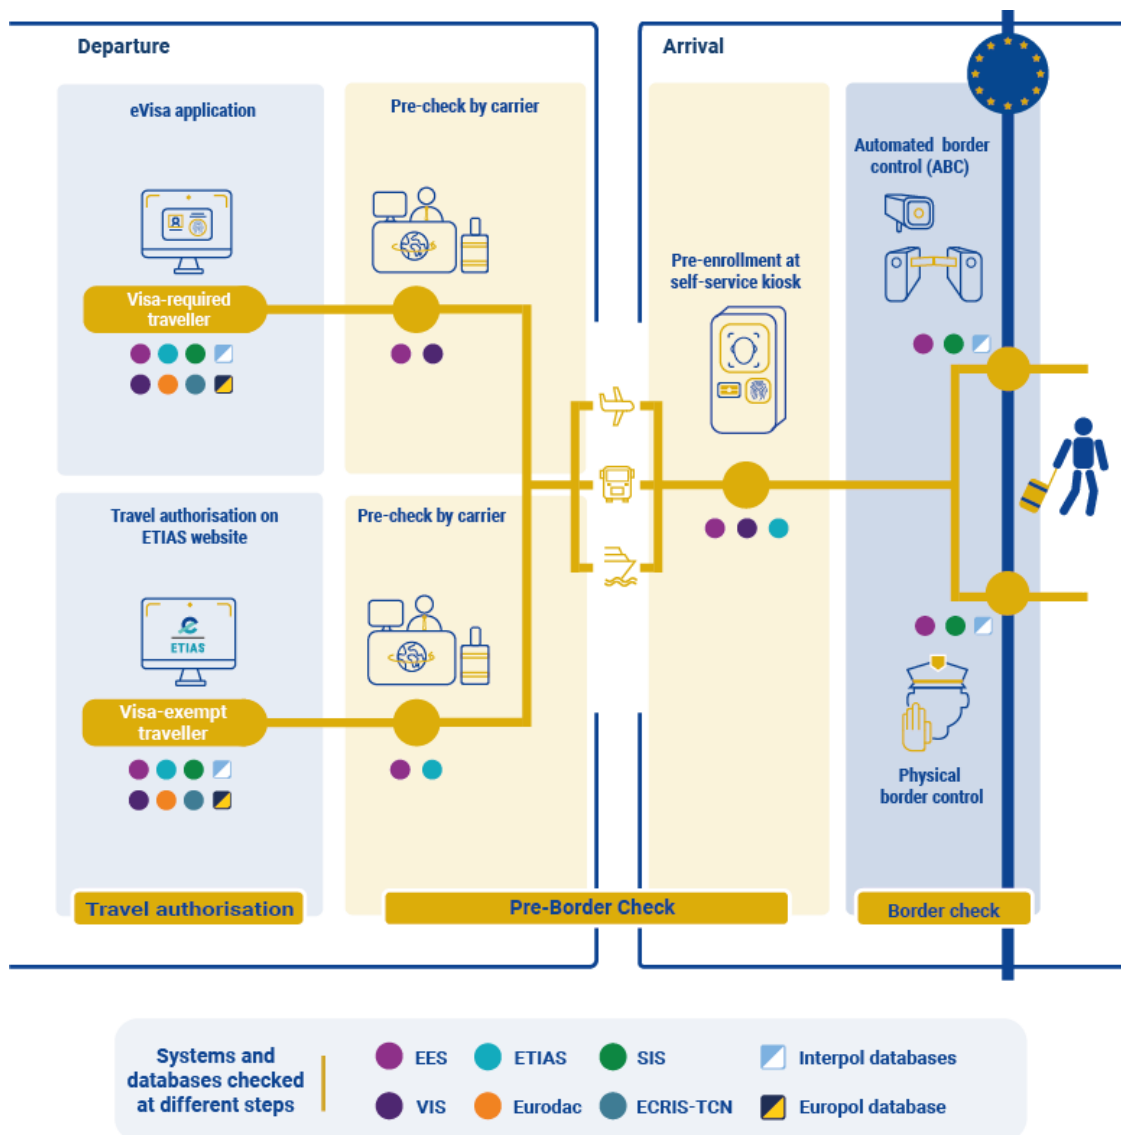 Departure
Arrival
eVisa application
Pre-check by carrier
Automated border
control (ABC)
Pre-enrollment at
self-service kiosk
Visa-required
traveller
Travel authorisation on
ETIAS website
Pre-check by carrier
ETIAS
Visa-exempt
traveller
Physical
border control
Travel authorisation
Pre-Border Check
Border check
Systems and
databases checked
at different steps
EES
ETIAS
SIS
Interpol databases
VIS
Eurodac
ECRIS-TCN
Europol database